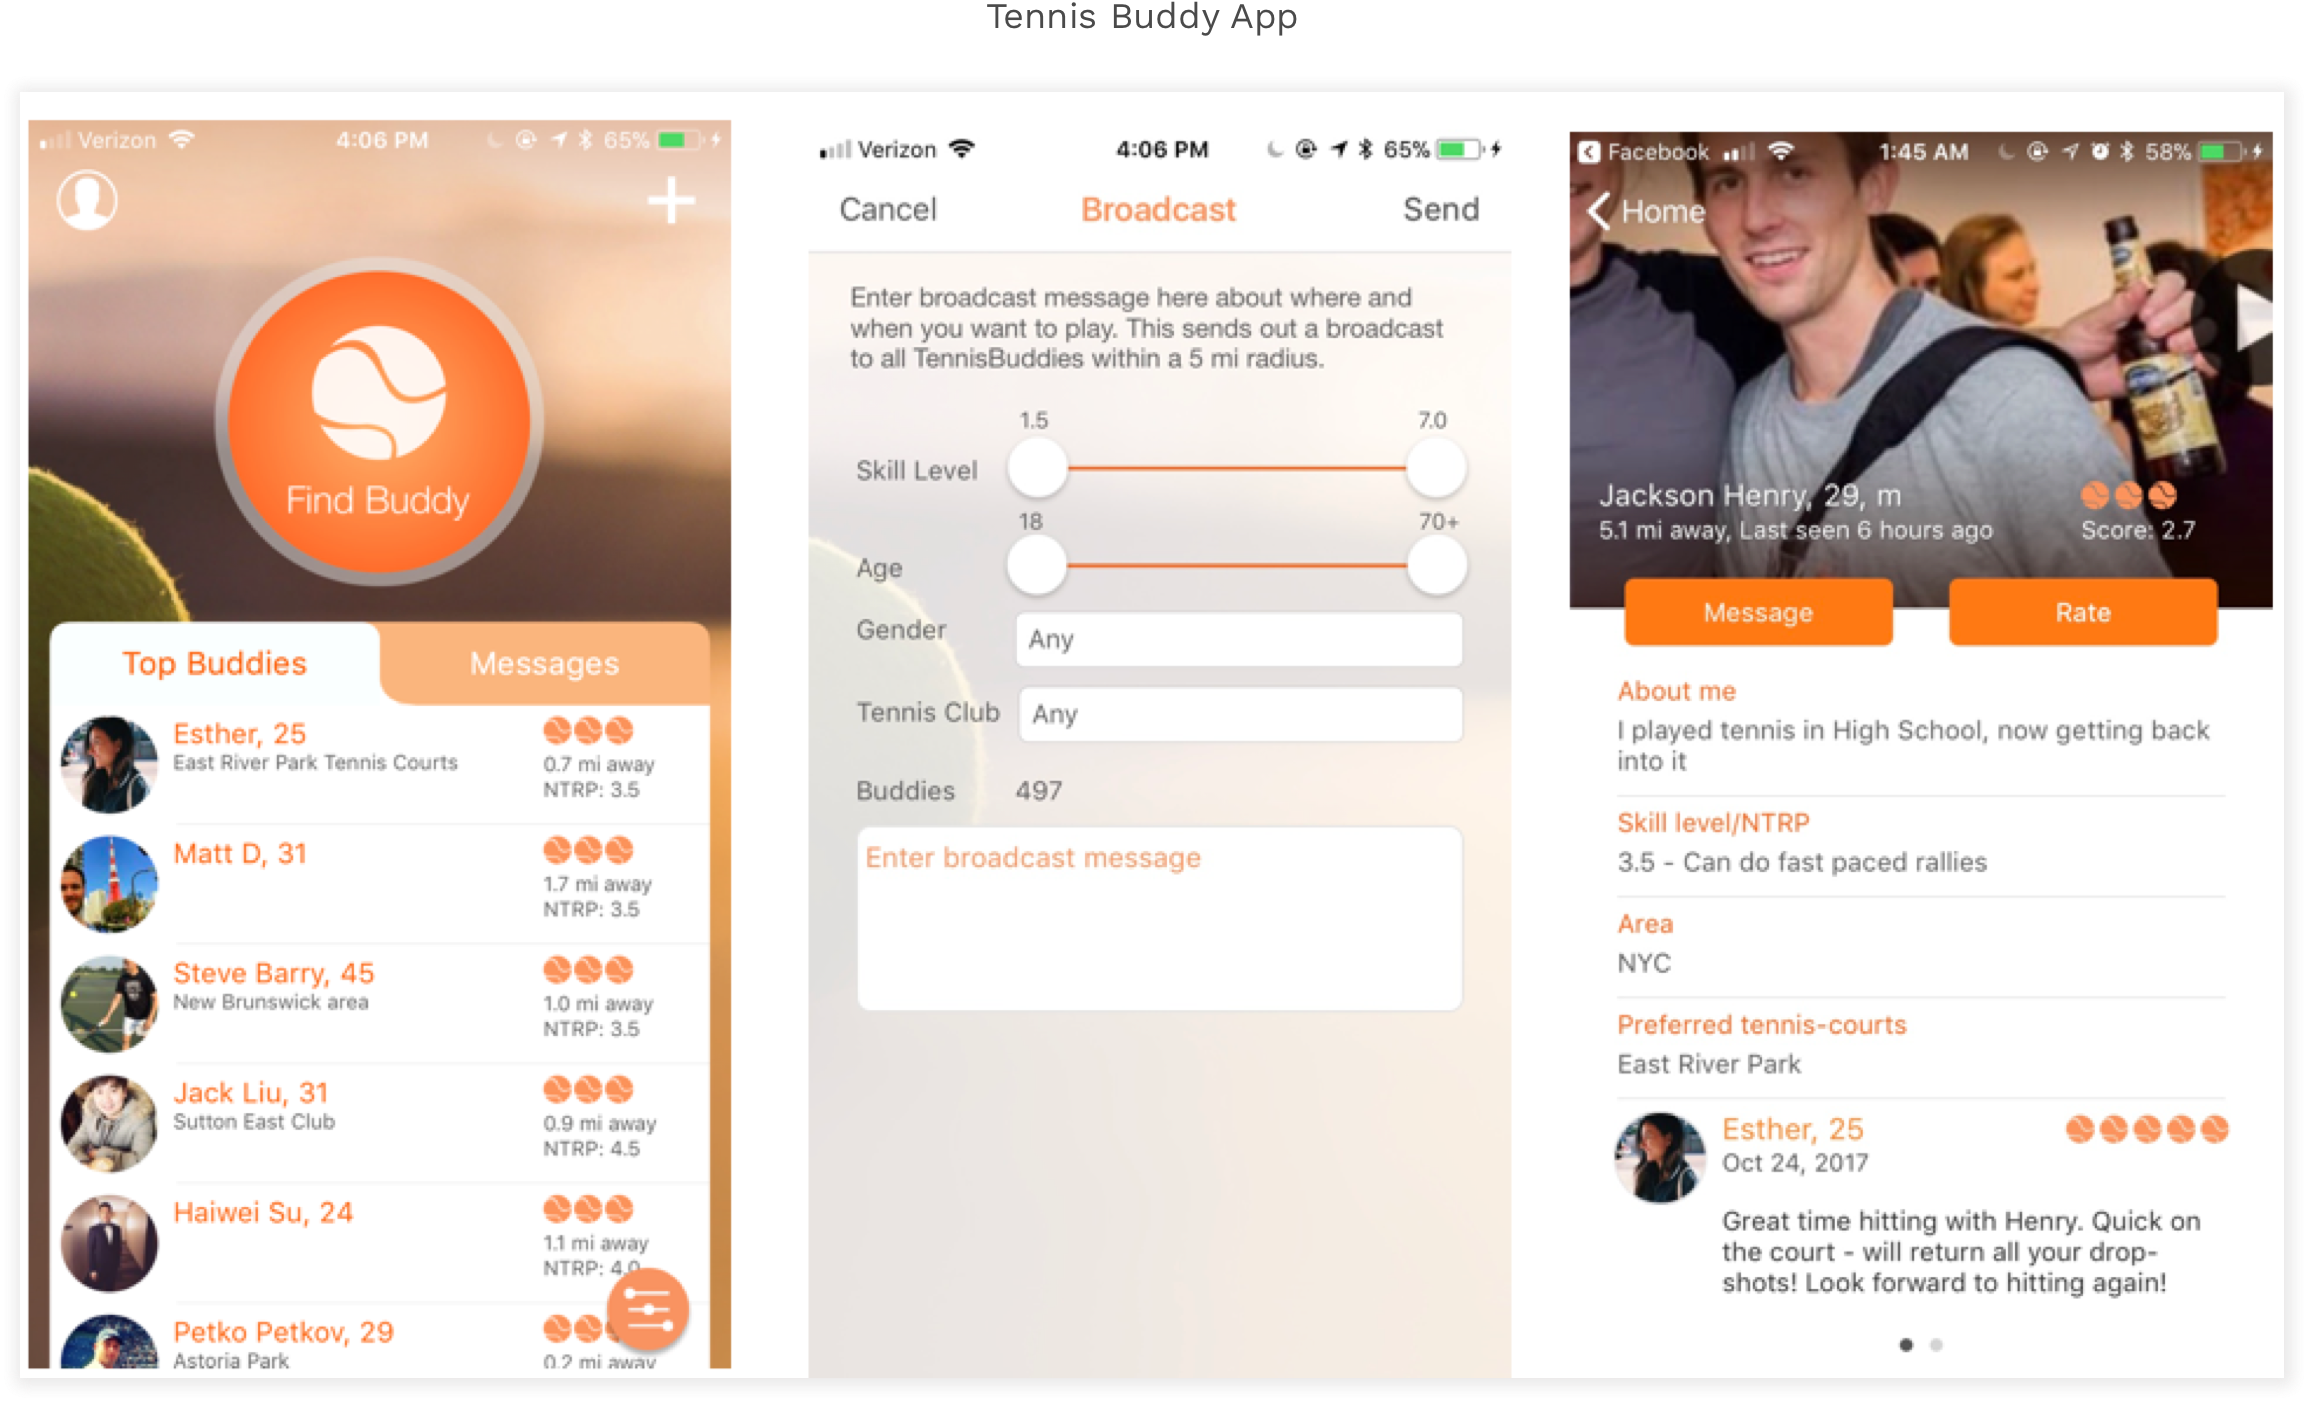 Tennis Buddy App
Verizon 4:06 PM 65%
Find Buddy
Top Buddies Messages
Esther, 25
East River Park Tennis Courts
0.7 mi away
NTRP: 3.5
Matt D, 31
1.7 mi away
NTRP: 3.5
Steve Barry, 45
New Brunswick area
1.0 mi away
NTRP: 3.5
Jack Liu, 31
Sutton East Club
0.9 mi away
NTRP: 4.5
Haiwei Su, 24
1.1 mi away
NTRP: 4.0
Petko Petkov, 29
Astoria Park
0.2 mi away
Verizon 4:06 PM 65%
Cancel Broadcast Send
Enter broadcast message here about where and
when you want to play. This sends out a broadcast
to all TennisBuddies within a 5 mi radius.
1.5 7.0
Skill Level
18 70+
Age
Gender Any
Tennis Club Any
Buddies 497
Enter broadcast message
Facebook 1:45 AM 58%
Home
Jackson Henry, 29, m
5.1 mi away, Last seen 6 hours ago
Score: 2.7
Message Rate
About me
I played tennis in High School, now getting back
into it
Skill level/NTRP
3.5 - Can do fast paced rallies
Area
NYC
Preferred tennis-courts
East River Park
Esther, 25
Oct 24, 2017
Great time hitting with Henry. Quick on
the court - will return all your drop-
shots! Look forward to hitting again!